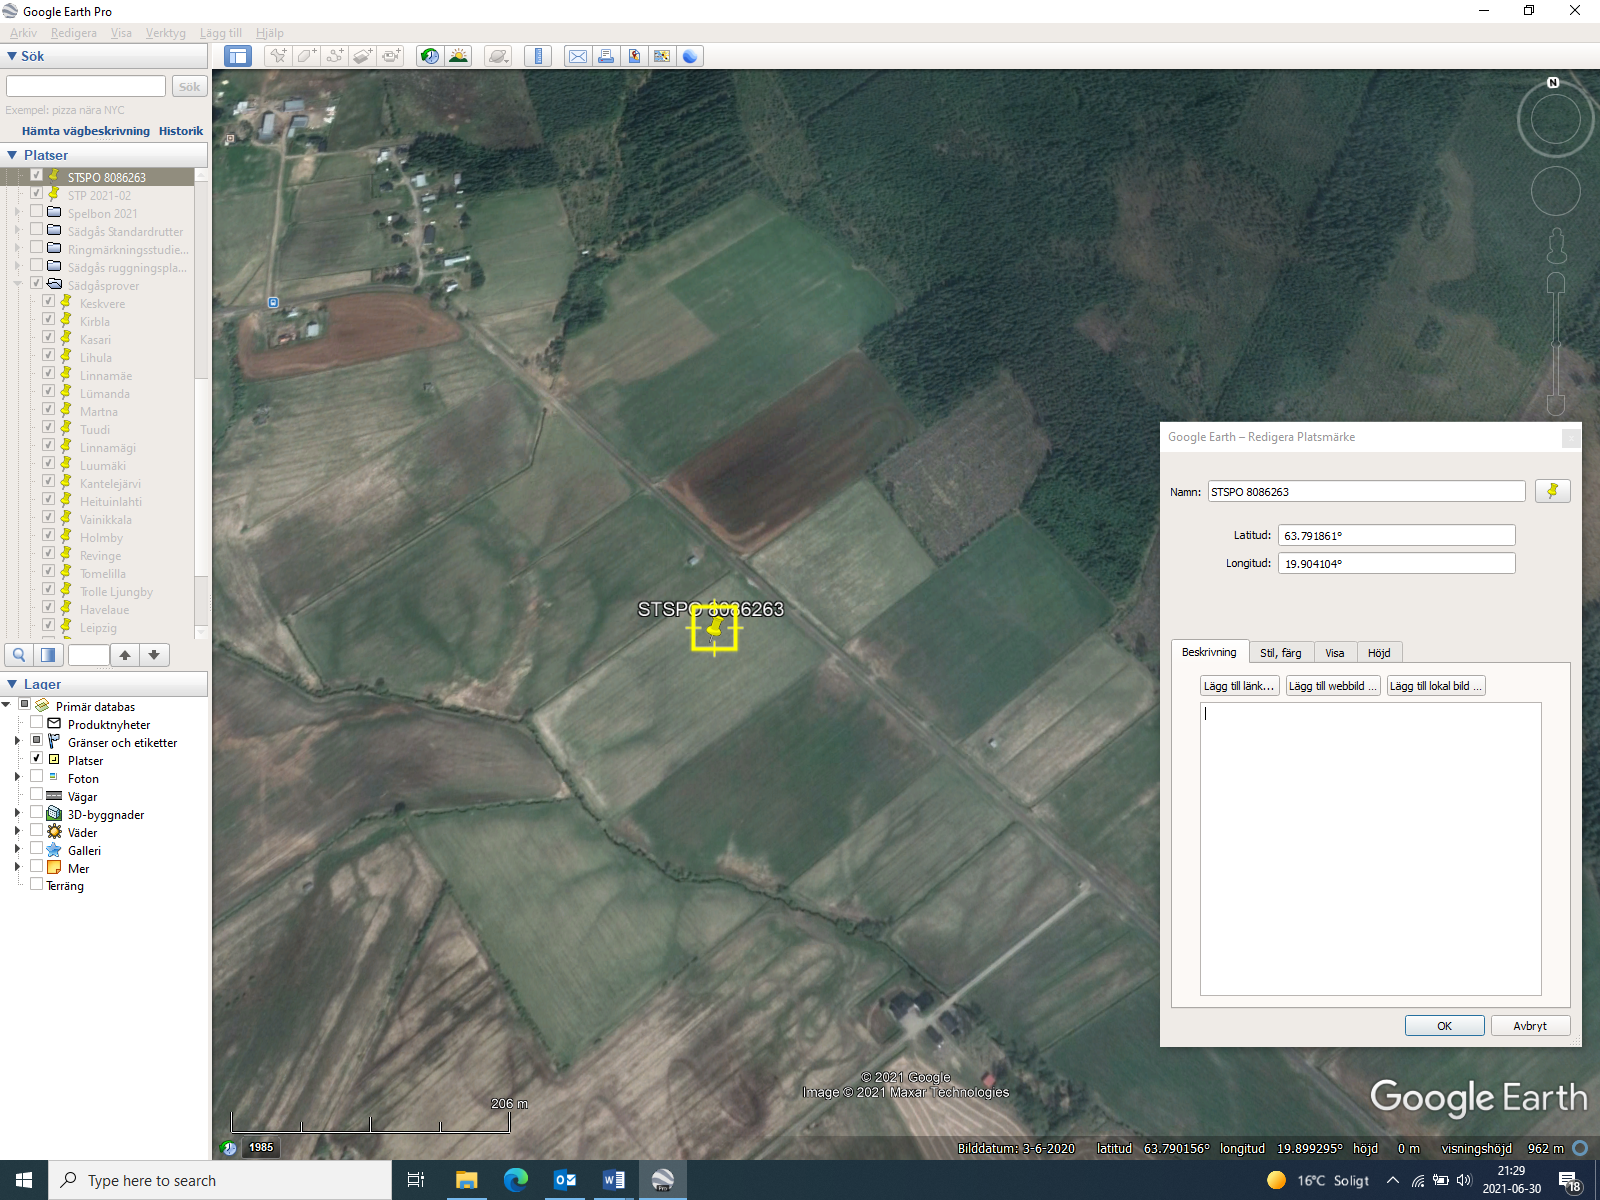 Google Earth Pro
Arkiv Redigera Visa Verktyg Lägg till Hjälp
Sök
Sök
Exempel: pizza nära NYC
Hämta vägbeskrivning Historik
Platser
STSPO 8086263
STP 2021-02
Spelbon 2021
Sädgås Standardrutter
Ringmärkningsstudie...
Sädgås ruggningspla...
Sädgåsprover
Keskvere
Kirbla
Kasari
Lihula
Linnamäe
Lümanda
Martna
Tuudi
Linnamägi
Luumäki
Kantelejärvi
Heituinlahti
Vainikkala
Holmby
Revinge
Tomelilla
Trolle Ljungby
Havelaue
Leipzig
Lager
Primär databas
Produktnyheter
Gränser och etiketter
Platser
Foton
Vägar
3D-byggnader
Väder
Galleri
Mer
Terräng
N
STSPO 8086263
Google Earth – Redigera Platsmärke
Namn: STSPO 8086263
Latitud: 63.791861°
Longitud: 19.904104°
Beskrivning Stil, färg Visa Höjd
Lägg till länk... Lägg till webbild ... Lägg till lokal bild ...
OK Avbryt
© 2021 Google
Image © 2021 Maxar Technologies
Google Earth
206 m
1985
Bilddatum: 3-6-2020 latitud 63.790156° longitud 19.899295° höjd 0 m visningshöjd 962 m
Type here to search
16°C Soligt
21:29
2021-06-30
18